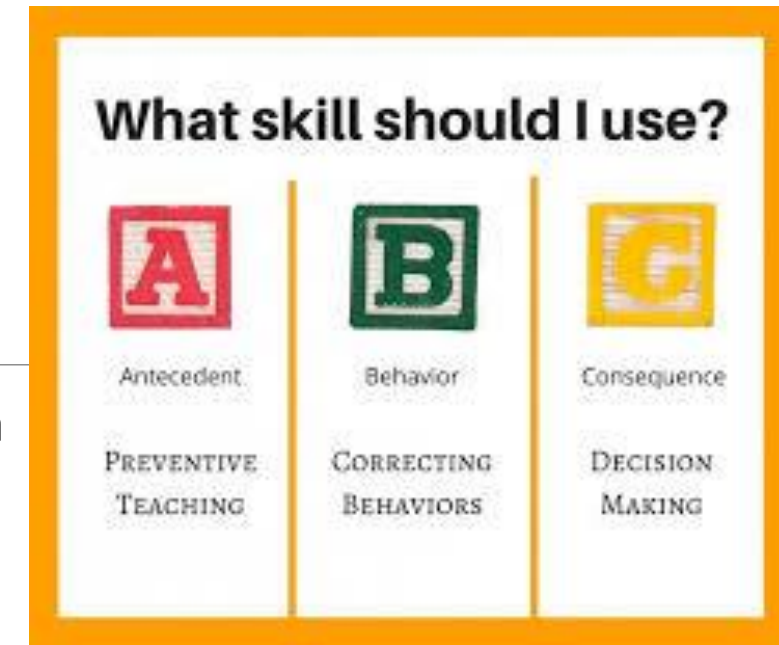 What skill should I use?
A B C
Antecedent Behavior Consequence
PREVENTIVE CORRECTING DECISION
TEACHING BEHAVIORS MAKING